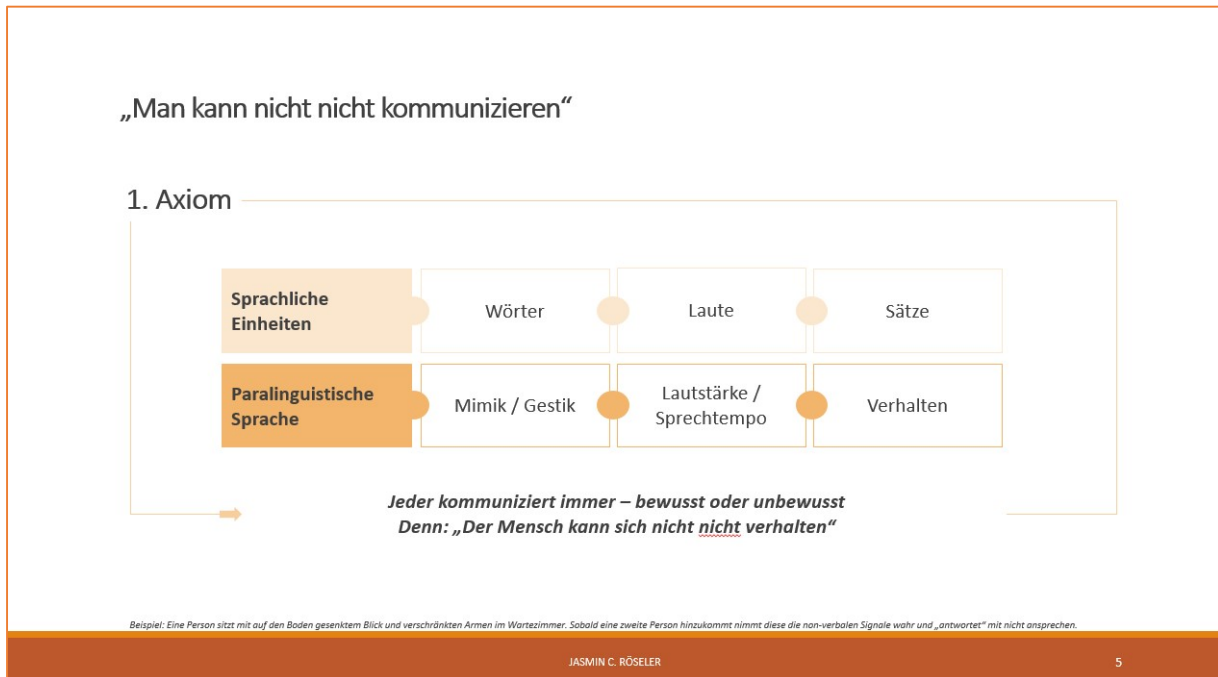 „Man kann nicht nicht kommunizieren“
1. Axiom
Sprachliche
Einheiten
Wörter
Laute
Sätze
Paralinguistische
Sprache
Mimik / Gestik
Lautstärke /
Sprechtempo
Verhalten
Jeder kommuniziert immer – bewusst oder unbewusst
Denn: „Der Mensch kann sich nicht nicht verhalten“
Beispiel: Eine Person sitzt mit auf den Boden gesenktem Blick und verschränkten Armen im Wartezimmer. Sobald eine zweite Person hinzukommt nimmt diese die non-verbalen Signale wahr und „antwortet“ mit nicht ansprechen.
JASMIN C. RÖSELER
5